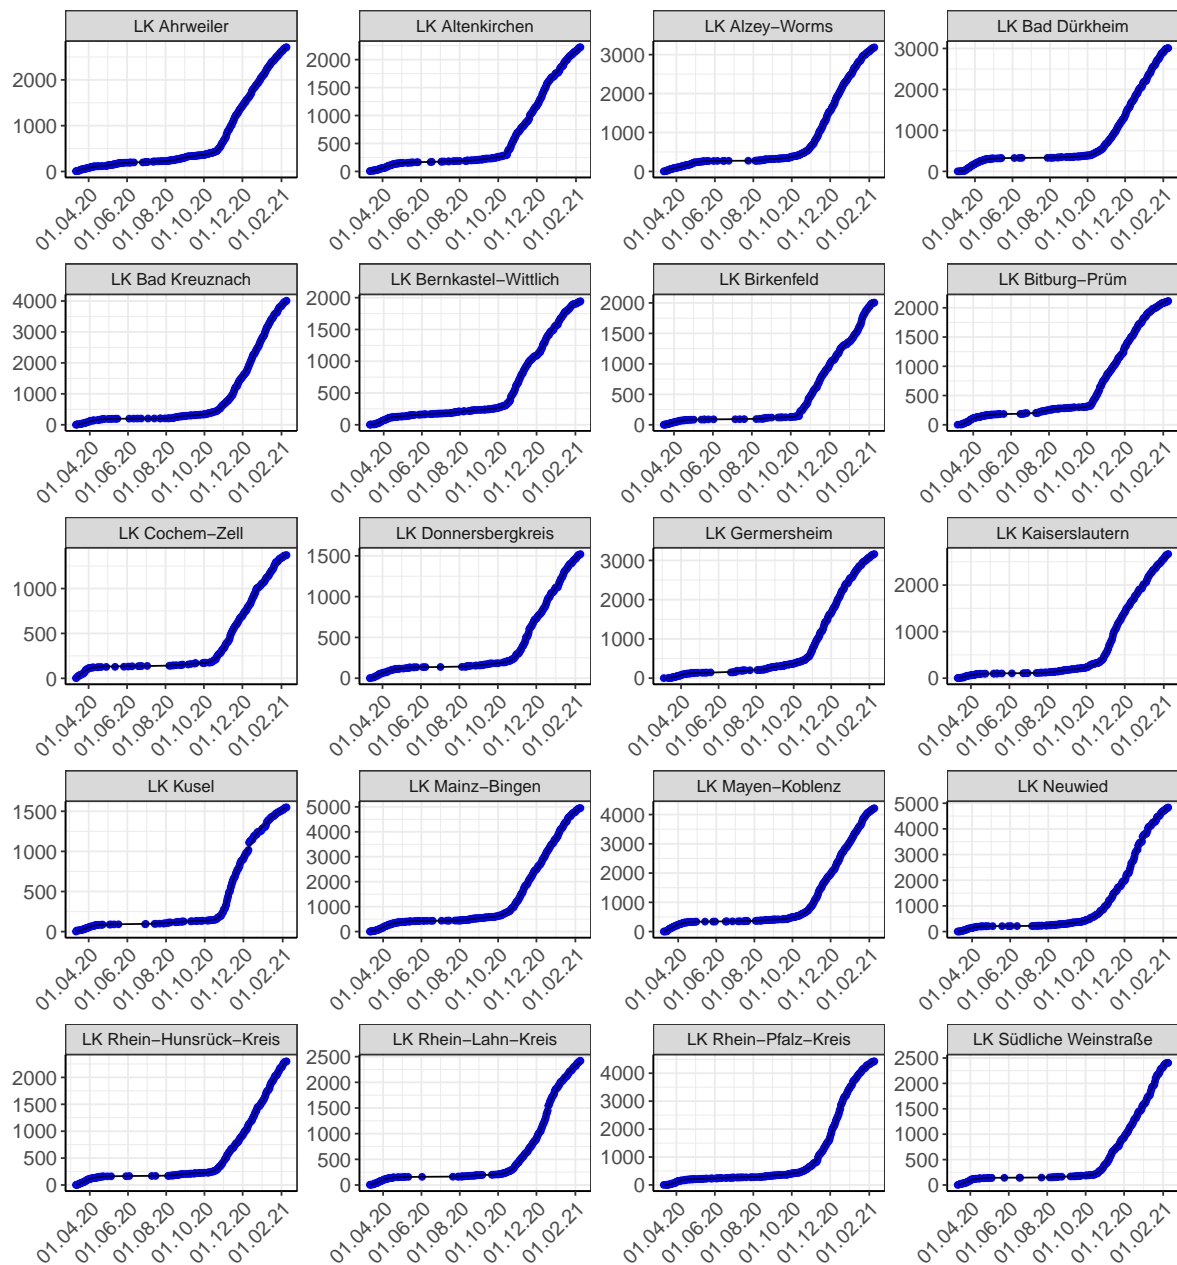 LK Ahrweiler LK Altenkirchen LK Alzey−Worms LK Bad Dürkheim
2000 2000 3000 3000
1500 2000 2000
1000 1000 1000 1000
500
0 0 0 0
01.04.20 01.06.20 01.08.20 01.10.20 01.12.20 01.02.21 01.04.20 01.06.20 01.08.20 01.10.20 01.12.20 01.02.21 01.04.20 01.06.20 01.08.20 01.10.20 01.12.20 01.02.21 01.04.20 01.06.20 01.08.20 01.10.20 01.12.20 01.02.21
LK Bad Kreuznach LK Bernkastel−Wittlich LK Birkenfeld LK Bitburg−Prüm
4000 2000 2000 2000
3000 1500 1500 1500
2000 1000 1000 1000
1000 500 500 500
0 0 0 0
01.04.20 01.06.20 01.08.20 01.10.20 01.12.20 01.02.21 01.04.20 01.06.20 01.08.20 01.10.20 01.12.20 01.02.21 01.04.20 01.06.20 01.08.20 01.10.20 01.12.20 01.02.21 01.04.20 01.06.20 01.08.20 01.10.20 01.12.20 01.02.21
LK Cochem−Zell LK Donnersbergkreis LK Germersheim LK Kaiserslautern
1000 1500 3000 2000
500 1000 2000 1000
0 500 1000 0
0 0
01.04.20 01.06.20 01.08.20 01.10.20 01.12.20 01.02.21 01.04.20 01.06.20 01.08.20 01.10.20 01.12.20 01.02.21 01.04.20 01.06.20 01.08.20 01.10.20 01.12.20 01.02.21 01.04.20 01.06.20 01.08.20 01.10.20 01.12.20 01.02.21
LK Kusel LK Mainz−Bingen LK Mayen−Koblenz LK Neuwied
1500 5000 4000 5000
1000 4000 3000 4000
500 3000 2000 3000
0 2000 1000 2000
1000 0 1000
0 0
01.04.20 01.06.20 01.08.20 01.10.20 01.12.20 01.02.21 01.04.20 01.06.20 01.08.20 01.10.20 01.12.20 01.02.21 01.04.20 01.06.20 01.08.20 01.10.20 01.12.20 01.02.21 01.04.20 01.06.20 01.08.20 01.10.20 01.12.20 01.02.21
LK Rhein−Hunsrück−Kreis LK Rhein−Lahn−Kreis LK Rhein−Pfalz−Kreis LK Südliche Weinstraße
2000 2500 4000 2500
1500 2000 3000 2000
1000 1500 2000 1500
500 1000 1000 1000
0 500 0 500
0 0
01.04.20 01.06.20 01.08.20 01.10.20 01.12.20 01.02.21 01.04.20 01.06.20 01.08.20 01.10.20 01.12.20 01.02.21 01.04.20 01.06.20 01.08.20 01.10.20 01.12.20 01.02.21 01.04.20 01.06.20 01.08.20 01.10.20 01.12.20 01.02.21